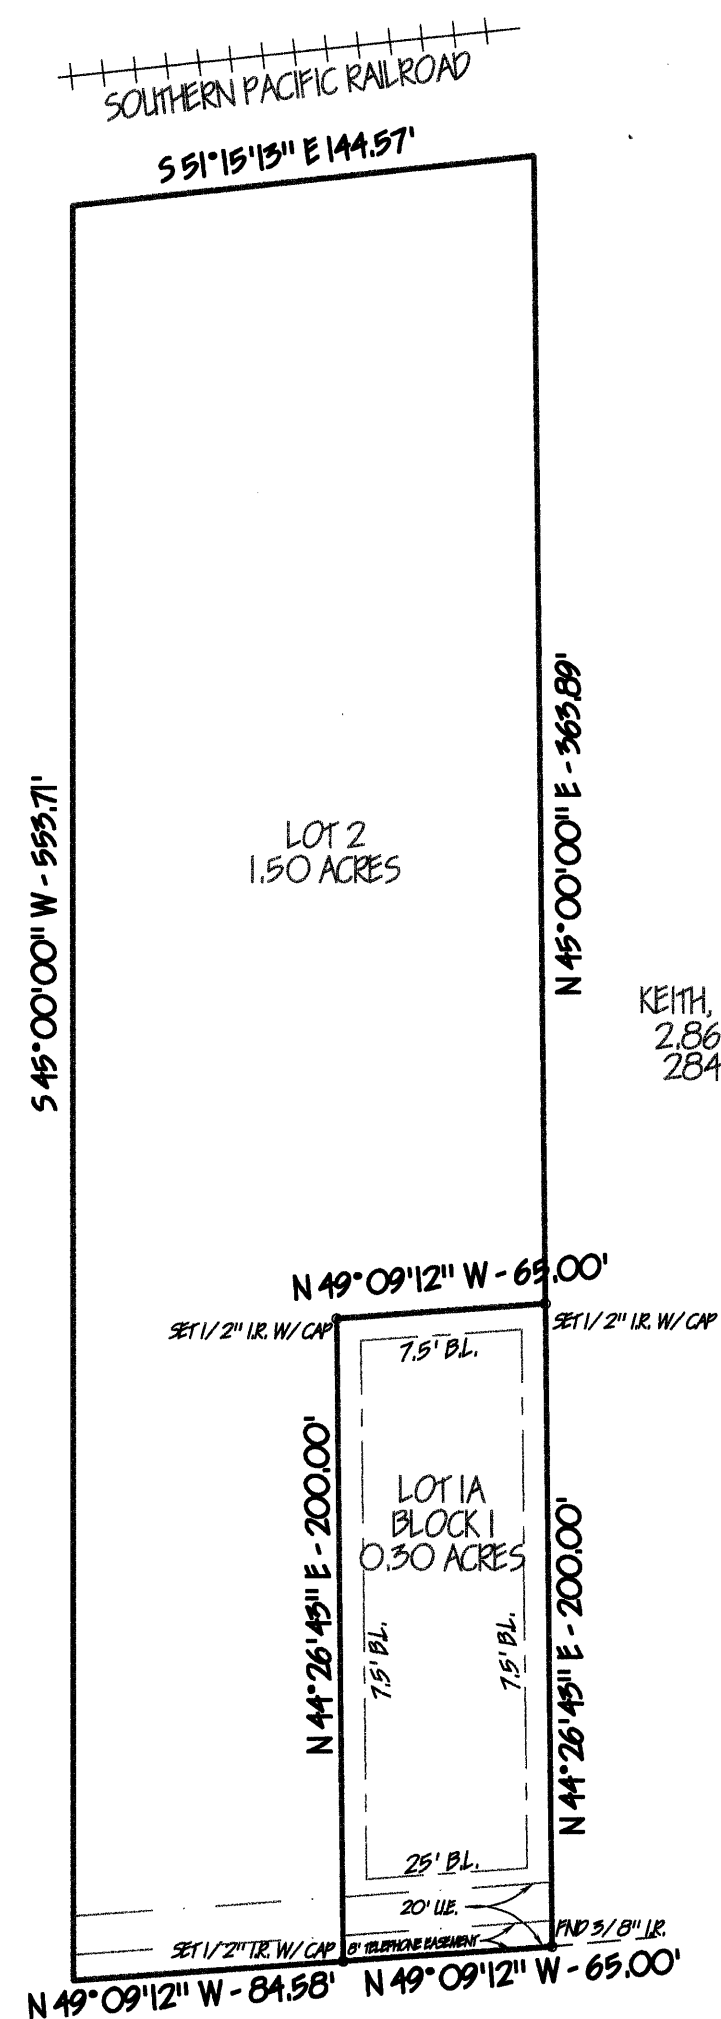 SOUTHERN PACIFIC RAILROAD
S 51°15'13" E 144.57'
N 45°00'00" E - 363.89'
S 45°00'00" W - 553.71'
LOT 2
1.50 ACRES
KEITH,
2.86
284
N 49°09'12" W - 65.00'
SET 1/2" I.R. W/ CAP
SET 1/2" I.R. W/ CAP
7.5' B.L.
N 44°26'43" E - 200.00'
LOT 1A
BLOCK 1
0.30 ACRES
N 44°26'43" E - 200.00'
7.5' B.L.
7.5' B.L.
25' B.L.
20' U.E.
FND 3/8" I.R.
SET 1/2" I.R. W/ CAP
8' TELEPHONE EASEMENT
N 49°09'12" W - 84.58'
N 49°09'12" W - 65.00'